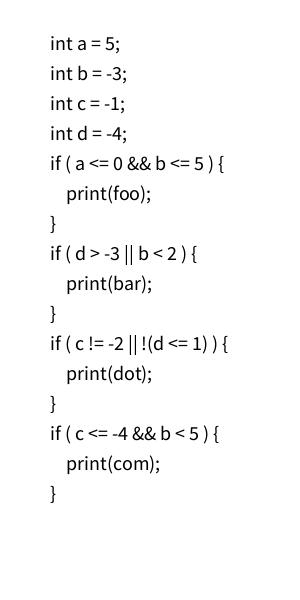 int a = 5;
int b = -3;
int c = -1;
int d = -4;
if ( a <= 0 && b <= 5 ) {
    print(foo);
}
if ( d > -3 || b < 2 ) {
    print(bar);
}
if ( c != -2 || !(d <= 1) ) {
    print(dot);
}
if ( c <= -4 && b < 5 ) {
    print(com);
}